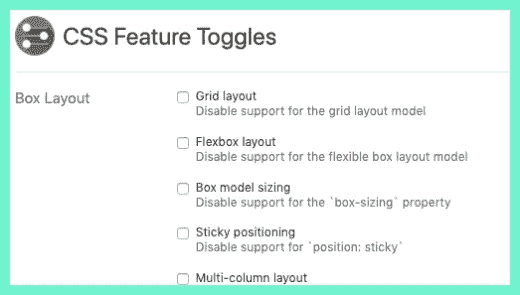 CSS Feature Toggles
Box Layout
Grid layout
Disable support for the grid layout model
Flexbox layout
Disable support for the flexible box layout model
Box model sizing
Disable support for the `box-sizing` property
Sticky positioning
Disable support for `position: sticky`
Multi-column layout